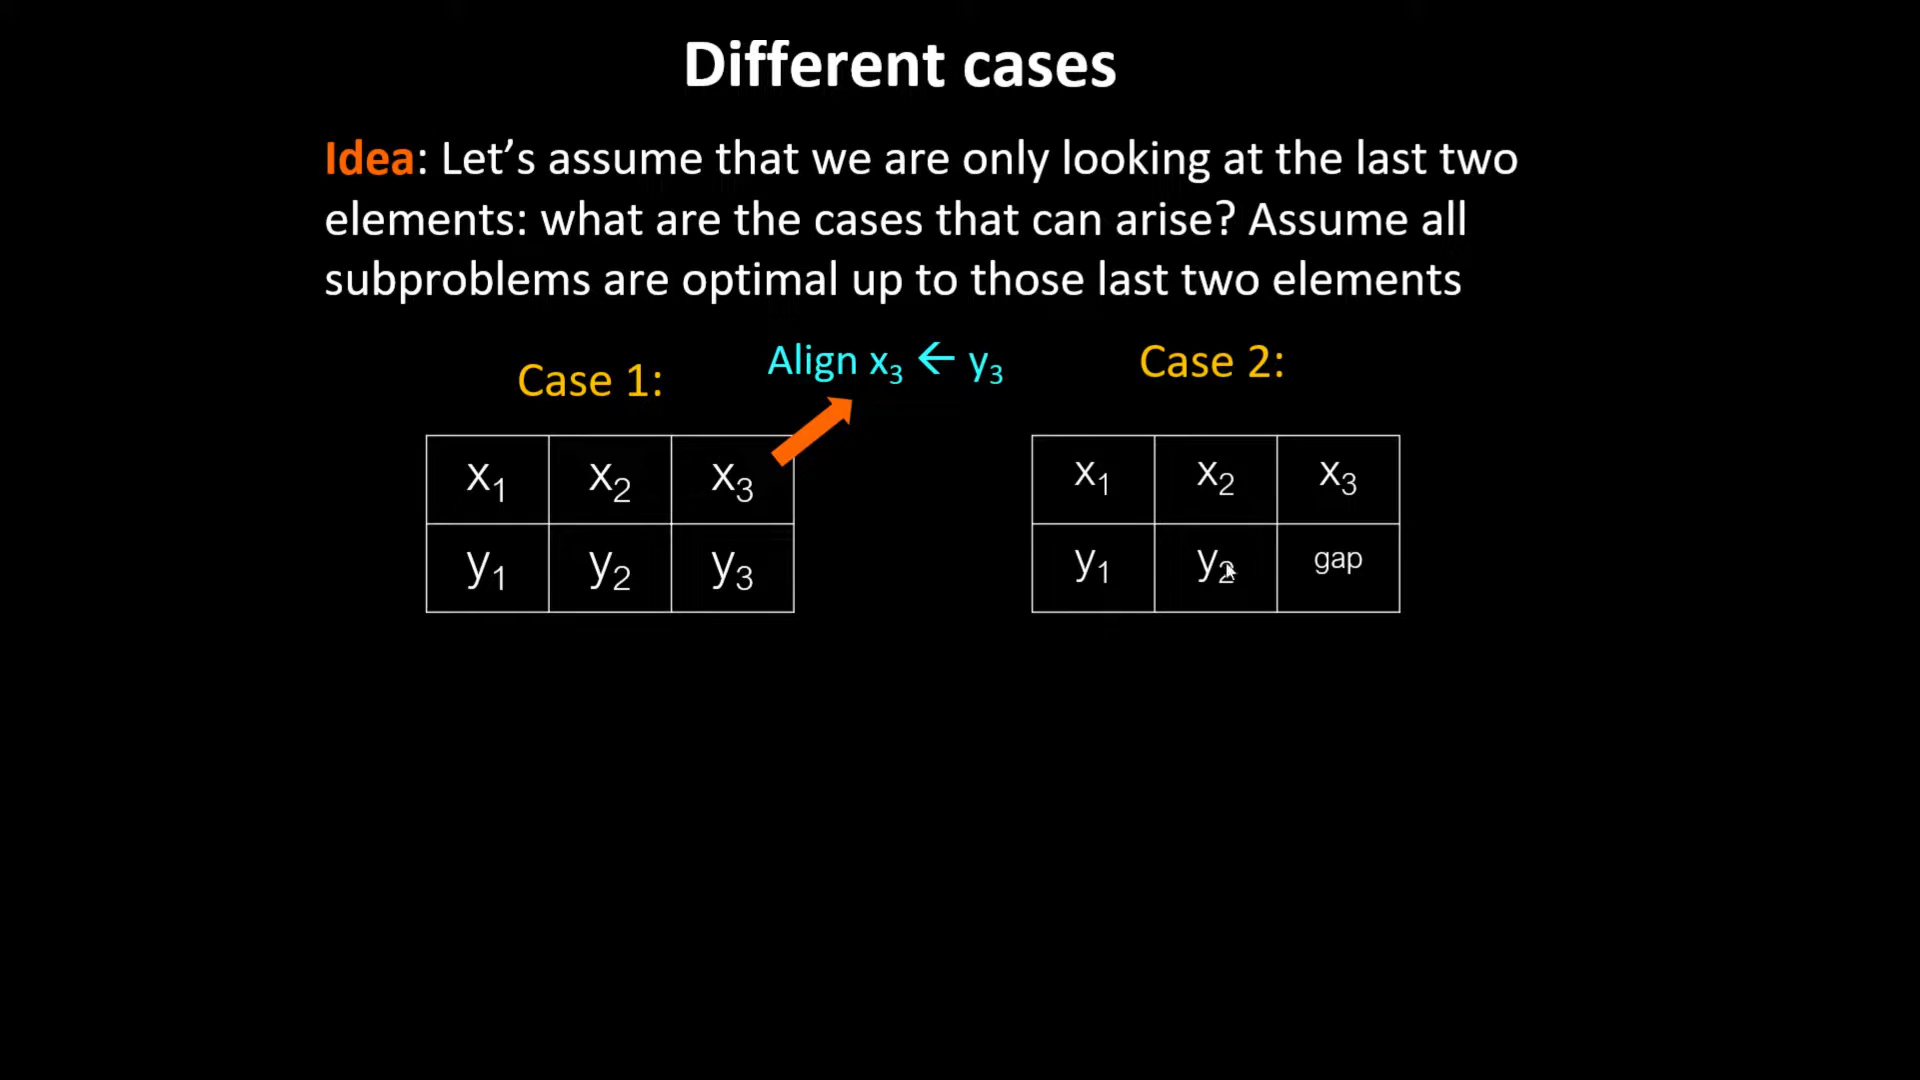 Different cases
Idea: Let’s assume that we are only looking at the last two
elements: what are the cases that can arise? Assume all
subproblems are optimal up to those last two elements
Case 1:
Align x₃ ← y₃
Case 2:
x₁ x₂ x₃
y₁ y₂ y₃
x₁ x₂ x₃
y₁ y₂ gap